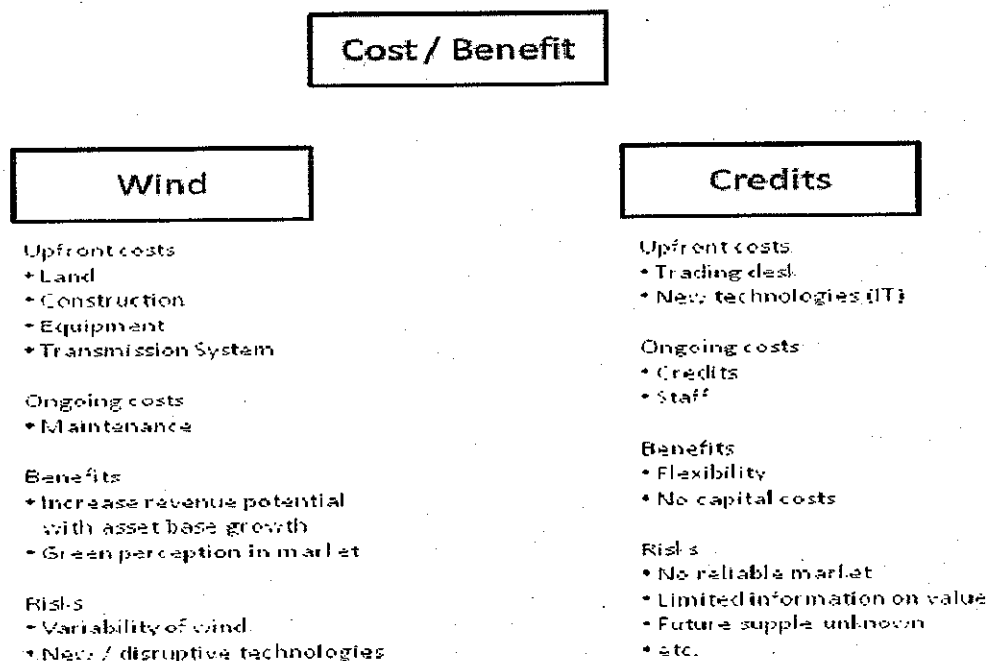 Cost / Benefit
Wind
Upfront costs
• Land
• Construction
• Equipment
• Transmission System
Ongoing costs
• Maintenance
Benefits
• Increase revenue potential
with asset base growth
• Green perception in market
Risks
• Variability of wind
• New / disruptive technologies
Credits
Upfront costs
• Trading desk
• New technologies (IT)
Ongoing costs
• Credits
• Staff
Benefits
• Flexibility
• No capital costs
Risks
• No reliable market
• Limited information on value
• Future supple unknown
• etc.